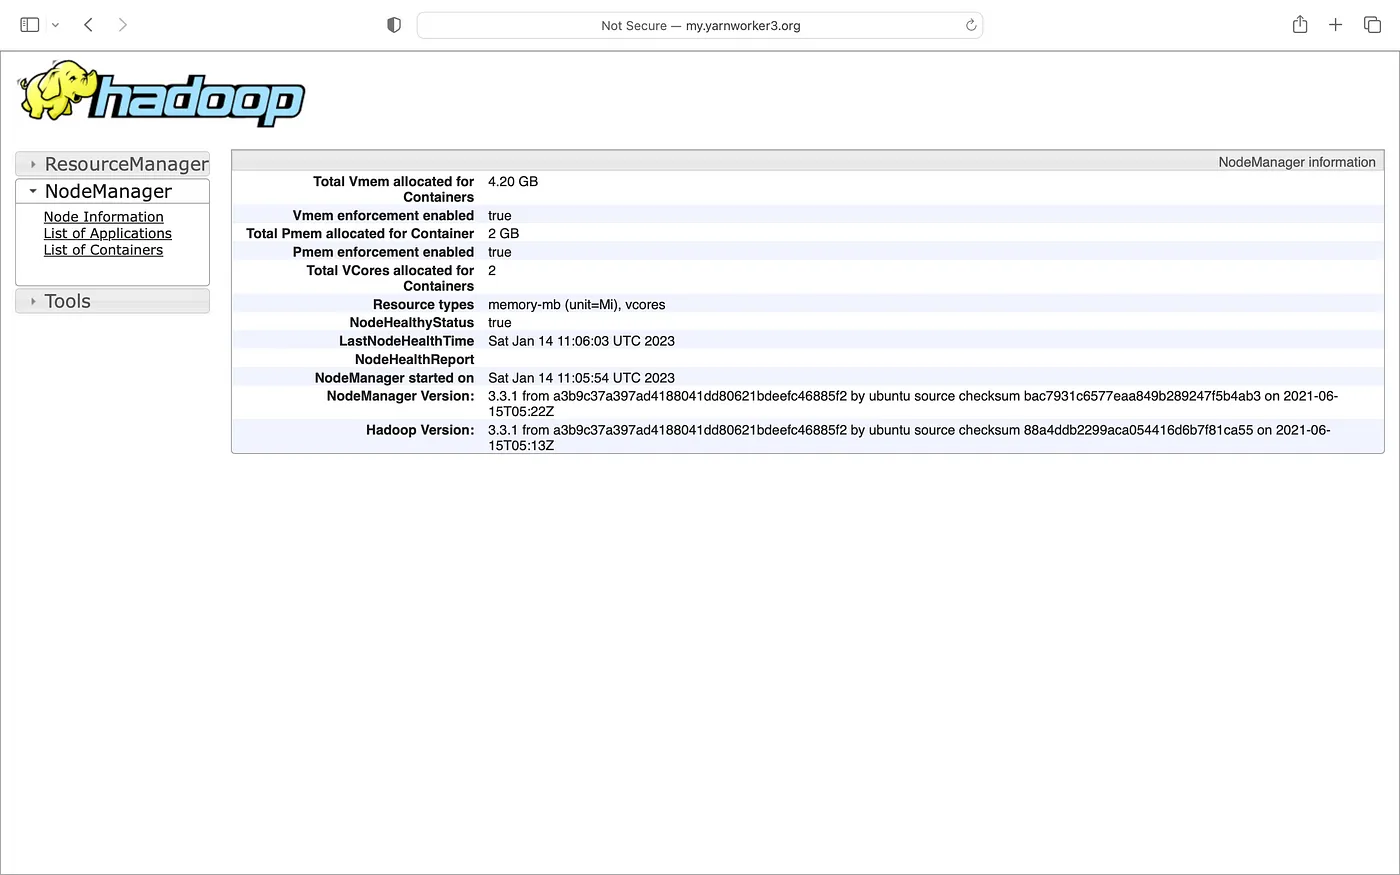 Not Secure — my.yarnworker3.org
hadoop
ResourceManager
NodeManager
Node Information
List of Applications
List of Containers
Tools
NodeManager information
Total Vmem allocated for 4.20 GB
Containers
Vmem enforcement enabled true
Total Pmem allocated for Container 2 GB
Pmem enforcement enabled true
Total VCores allocated for 2
Containers
Resource types memory-mb (unit=Mi), vcores
NodeHealthyStatus true
LastNodeHealthTime Sat Jan 14 11:06:03 UTC 2023
NodeHealthReport
NodeManager started on Sat Jan 14 11:05:54 UTC 2023
NodeManager Version: 3.3.1 from a3b9c37a397ad4188041dd80621bdeefc46885f2 by ubuntu source checksum bac7931c6577eaa849b289247f5b4ab3 on 2021-06-
15T05:22Z
Hadoop Version: 3.3.1 from a3b9c37a397ad4188041dd80621bdeefc46885f2 by ubuntu source checksum 88a4ddb2299aca054416d6b7f81ca55 on 2021-06-
15T05:13Z